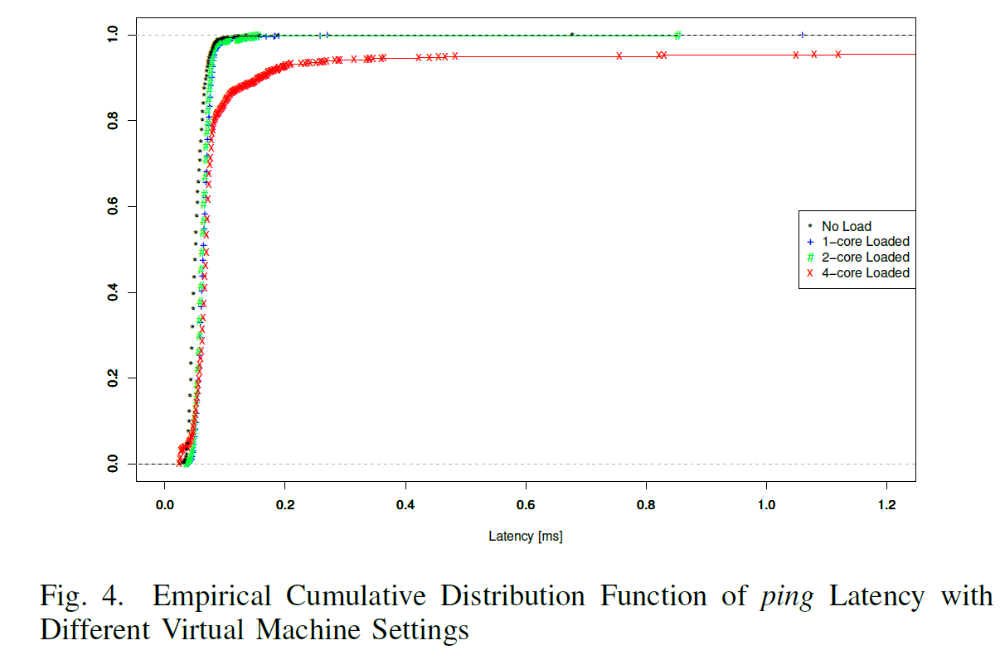 1.0
0.8
0.6
0.4
0.2
0.0
* No Load
+ 1-core Loaded
# 2-core Loaded
X 4-core Loaded
0.0 0.2 0.4 0.6 0.8 1.0 1.2
Latency [ms]
Fig. 4. Empirical Cumulative Distribution Function of ping Latency with
Different Virtual Machine Settings